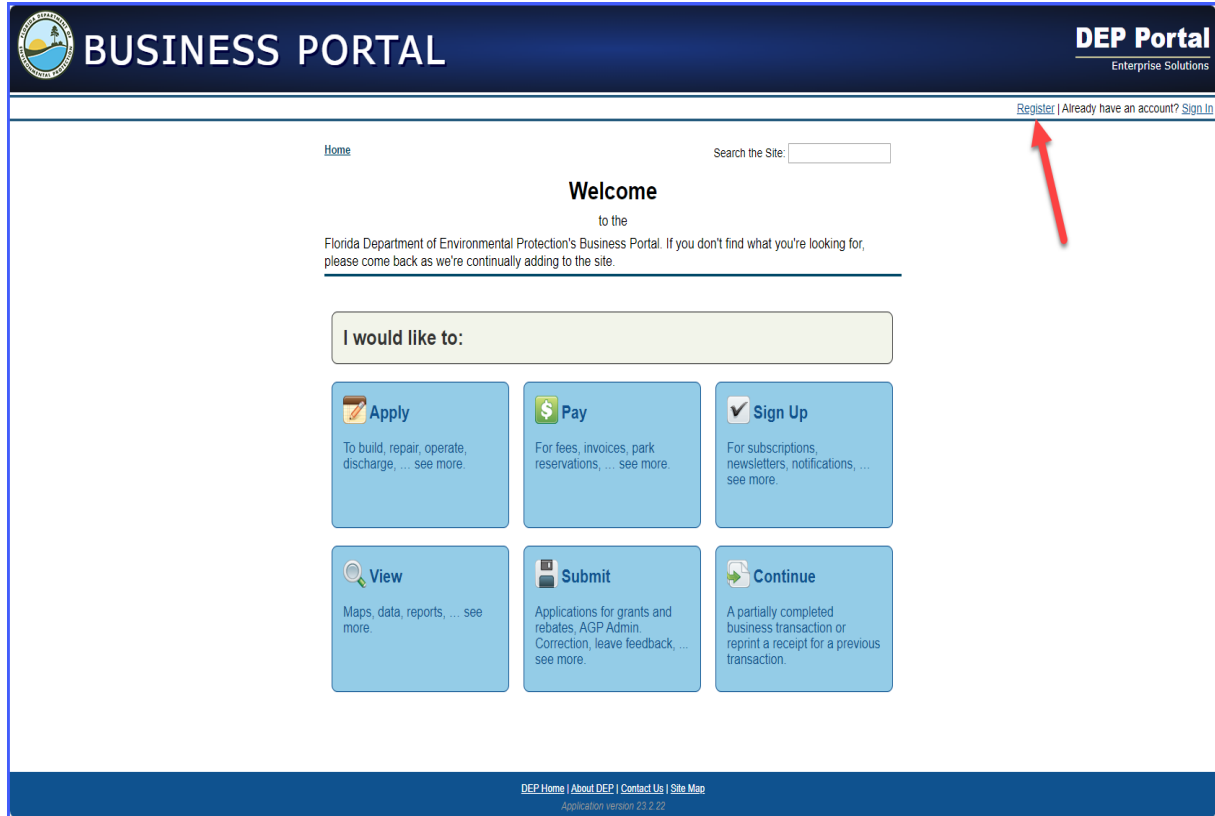 BUSINESS PORTAL
DEP Portal
Enterprise Solutions
Register | Already have an account? Sign In
Home
Search the Site:
Welcome
to the
Florida Department of Environmental Protection's Business Portal. If you don't find what you're looking for,
please come back as we're continually adding to the site.
I would like to:
Apply
To build, repair, operate,
discharge, ... see more.
Pay
For fees, invoices, park
reservations, ... see more.
Sign Up
For subscriptions,
newsletters, notifications, ...
see more.
View
Maps, data, reports, ... see
more.
Submit
Applications for grants and
rebates, AGP Admin.
Correction, leave feedback, ...
see more.
Continue
A partially completed
business transaction or
reprint a receipt for a previous
transaction.
DEP Home | About DEP | Contact Us | Site Map
Application version 23.2.22